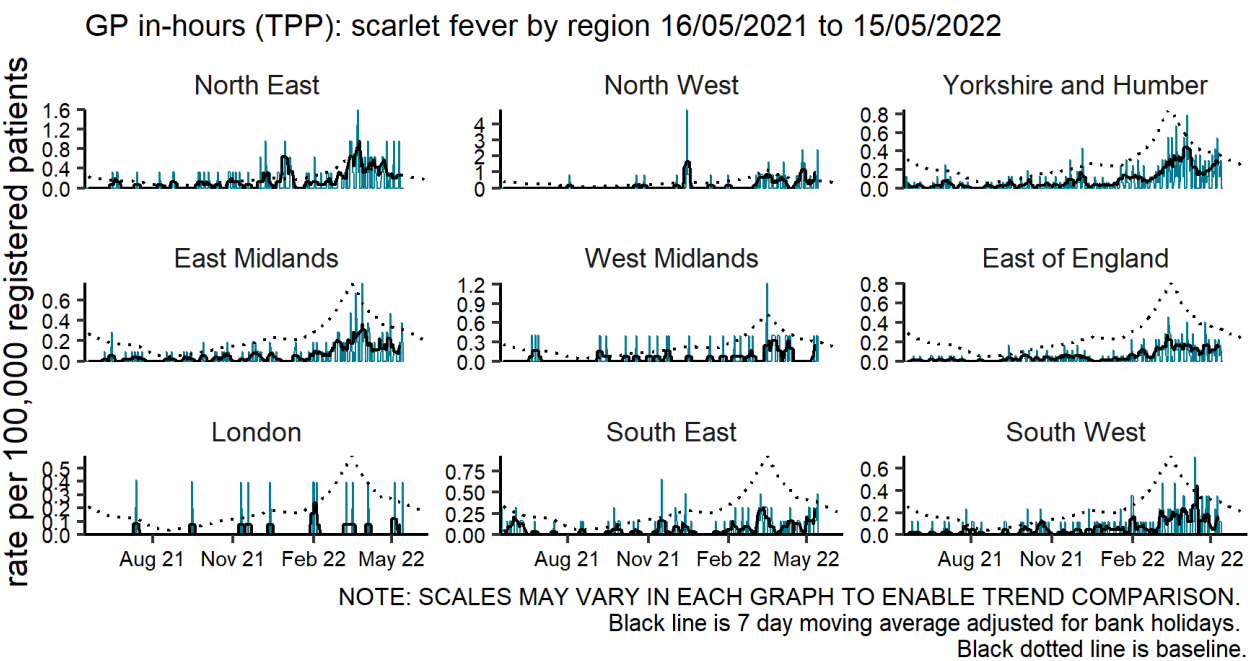 GP in-hours (TPP): scarlet fever by region 16/05/2021 to 15/05/2022
rate per 100,000 registered patients
North East
1.6
1.2
0.8
0.4
0.0
North West
4
3
2
1
0
Yorkshire and Humber
0.8
0.6
0.4
0.2
0.0
East Midlands
0.6
0.4
0.2
0.0
West Midlands
1.2
0.9
0.6
0.3
0.0
East of England
0.8
0.6
0.4
0.2
0.0
London
0.5
0.4
0.3
0.2
0.1
0.0
Aug 21 Nov 21 Feb 22 May 22
South East
0.75
0.50
0.25
0.00
Aug 21 Nov 21 Feb 22 May 22
South West
0.6
0.4
0.2
0.0
Aug 21 Nov 21 Feb 22 May 22
NOTE: SCALES MAY VARY IN EACH GRAPH TO ENABLE TREND COMPARISON.
Black line is 7 day moving average adjusted for bank holidays.
Black dotted line is baseline.